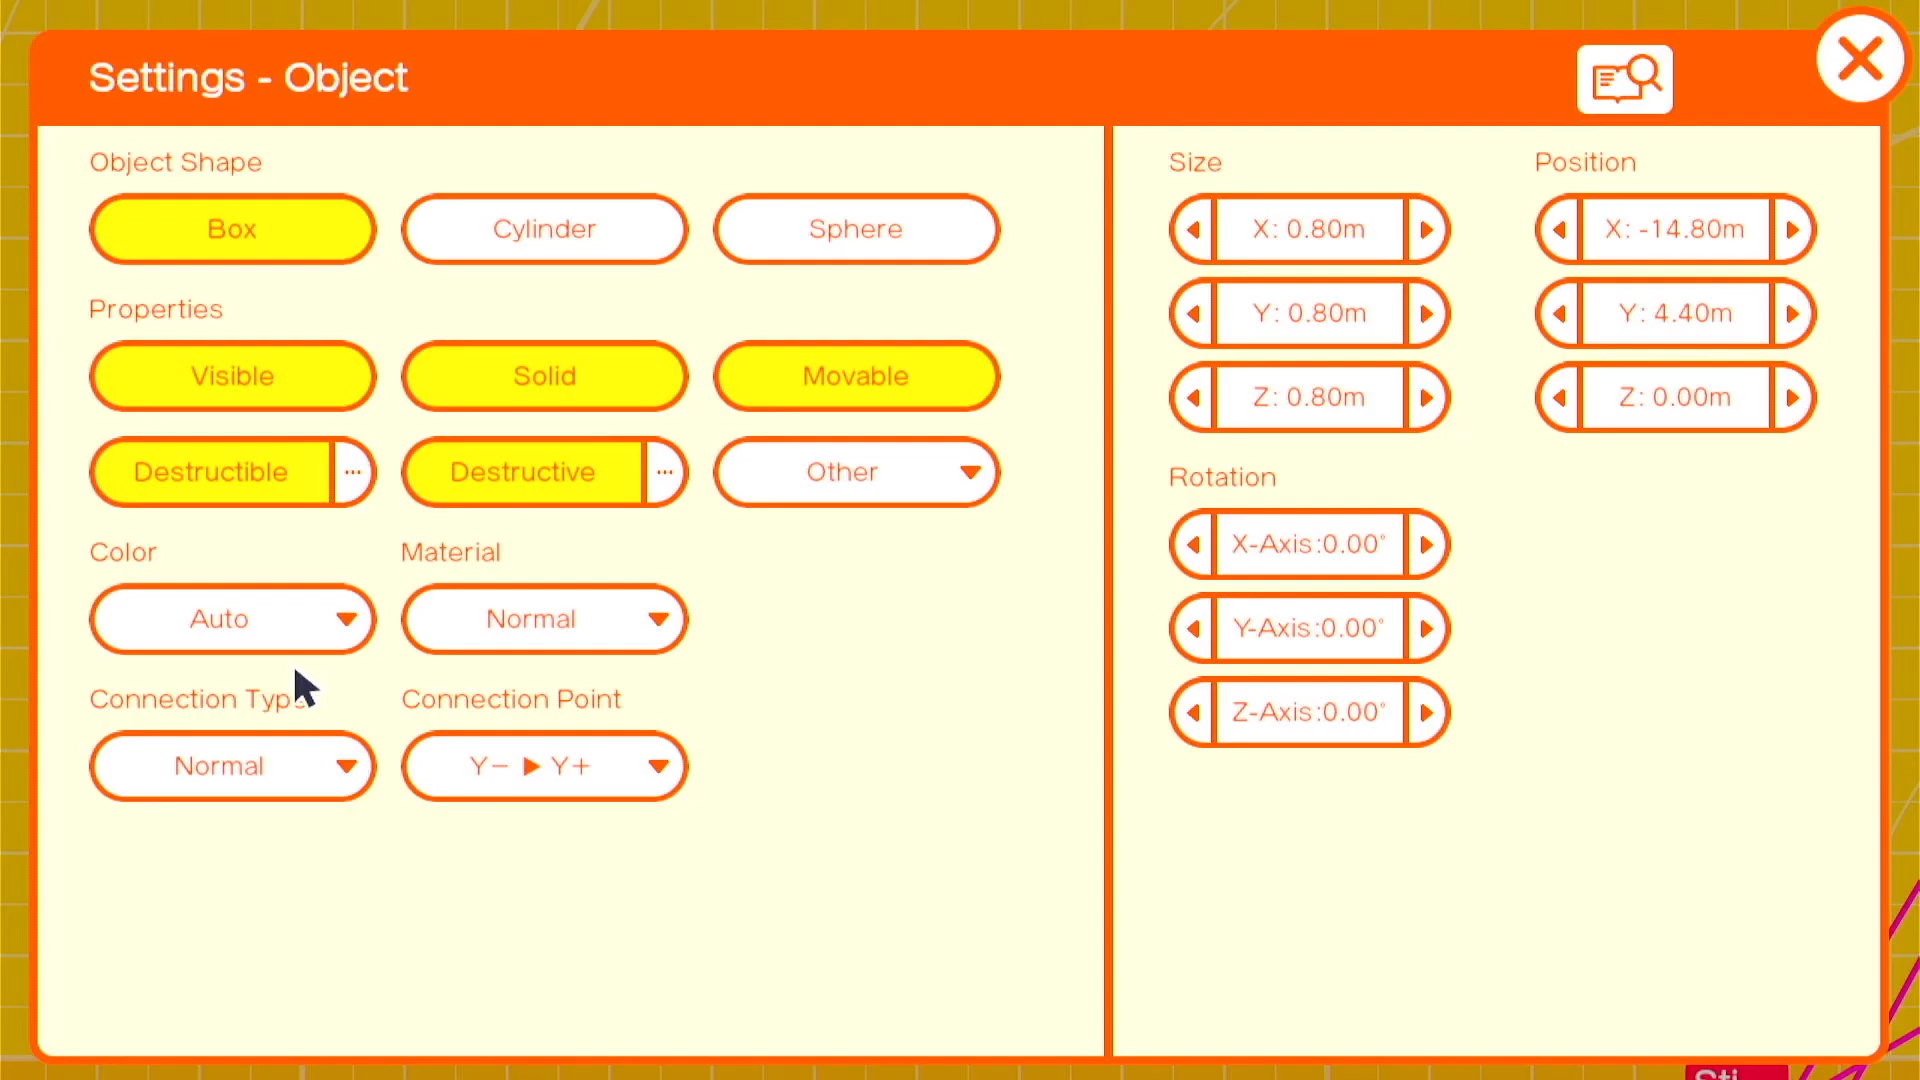 Settings - Object
Object Shape
Box
Cylinder
Sphere
Properties
Visible
Solid
Movable
Destructible
...
Destructive
...
Other
Color
Material
Auto
Normal
Connection Type
Connection Point
Normal
Y- ▶ Y+
Size
X: 0.80m
Y: 0.80m
Z: 0.80m
Position
X: -14.80m
Y: 4.40m
Z: 0.00m
Rotation
X-Axis:0.00°
Y-Axis:0.00°
Z-Axis:0.00°